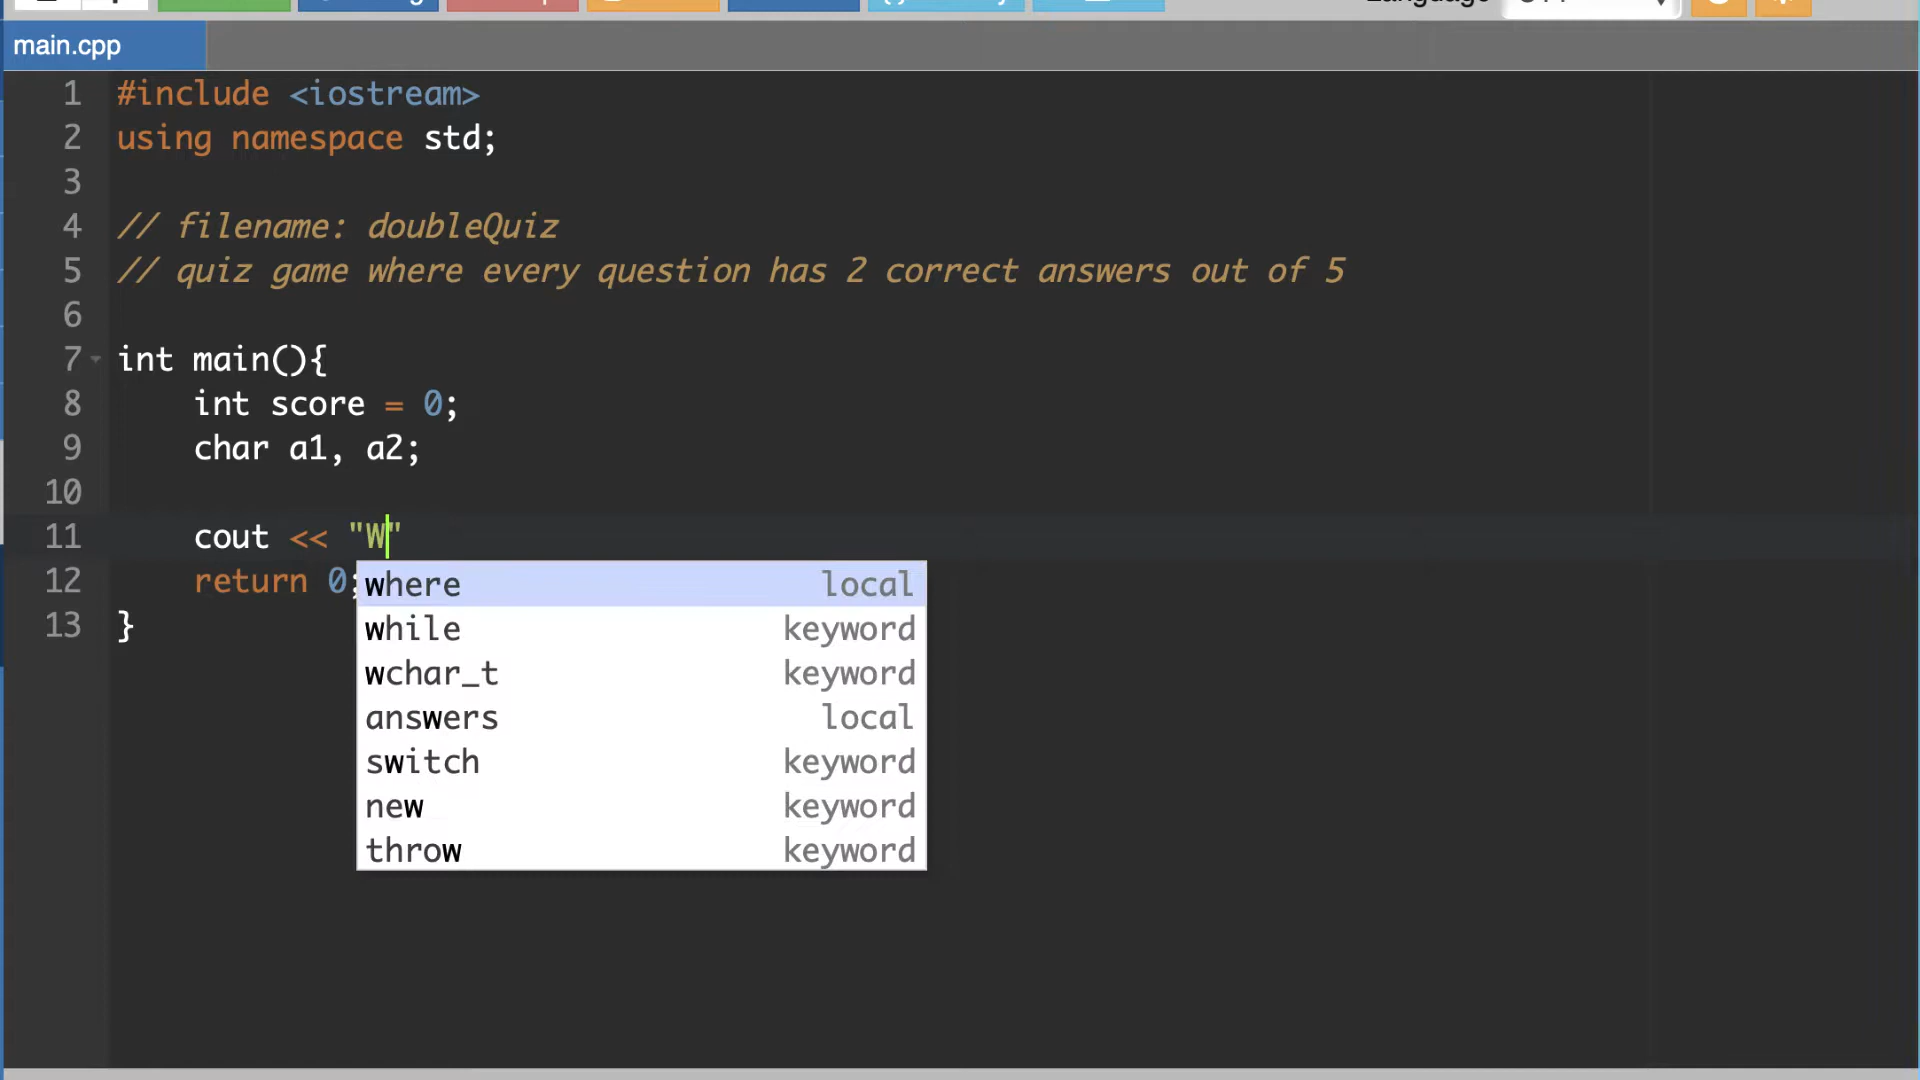 main.cpp
1 #include <iostream>
2 using namespace std;
3
4 // filename: doubleQuiz
5 // quiz game where every question has 2 correct answers out of 5
6
7 int main(){
8 int score = 0;
9 char a1, a2;
10
11 cout << "W"
12 return 0;
where local
while keyword
wchar_t keyword
answers local
switch keyword
new keyword
throw keyword
13 }